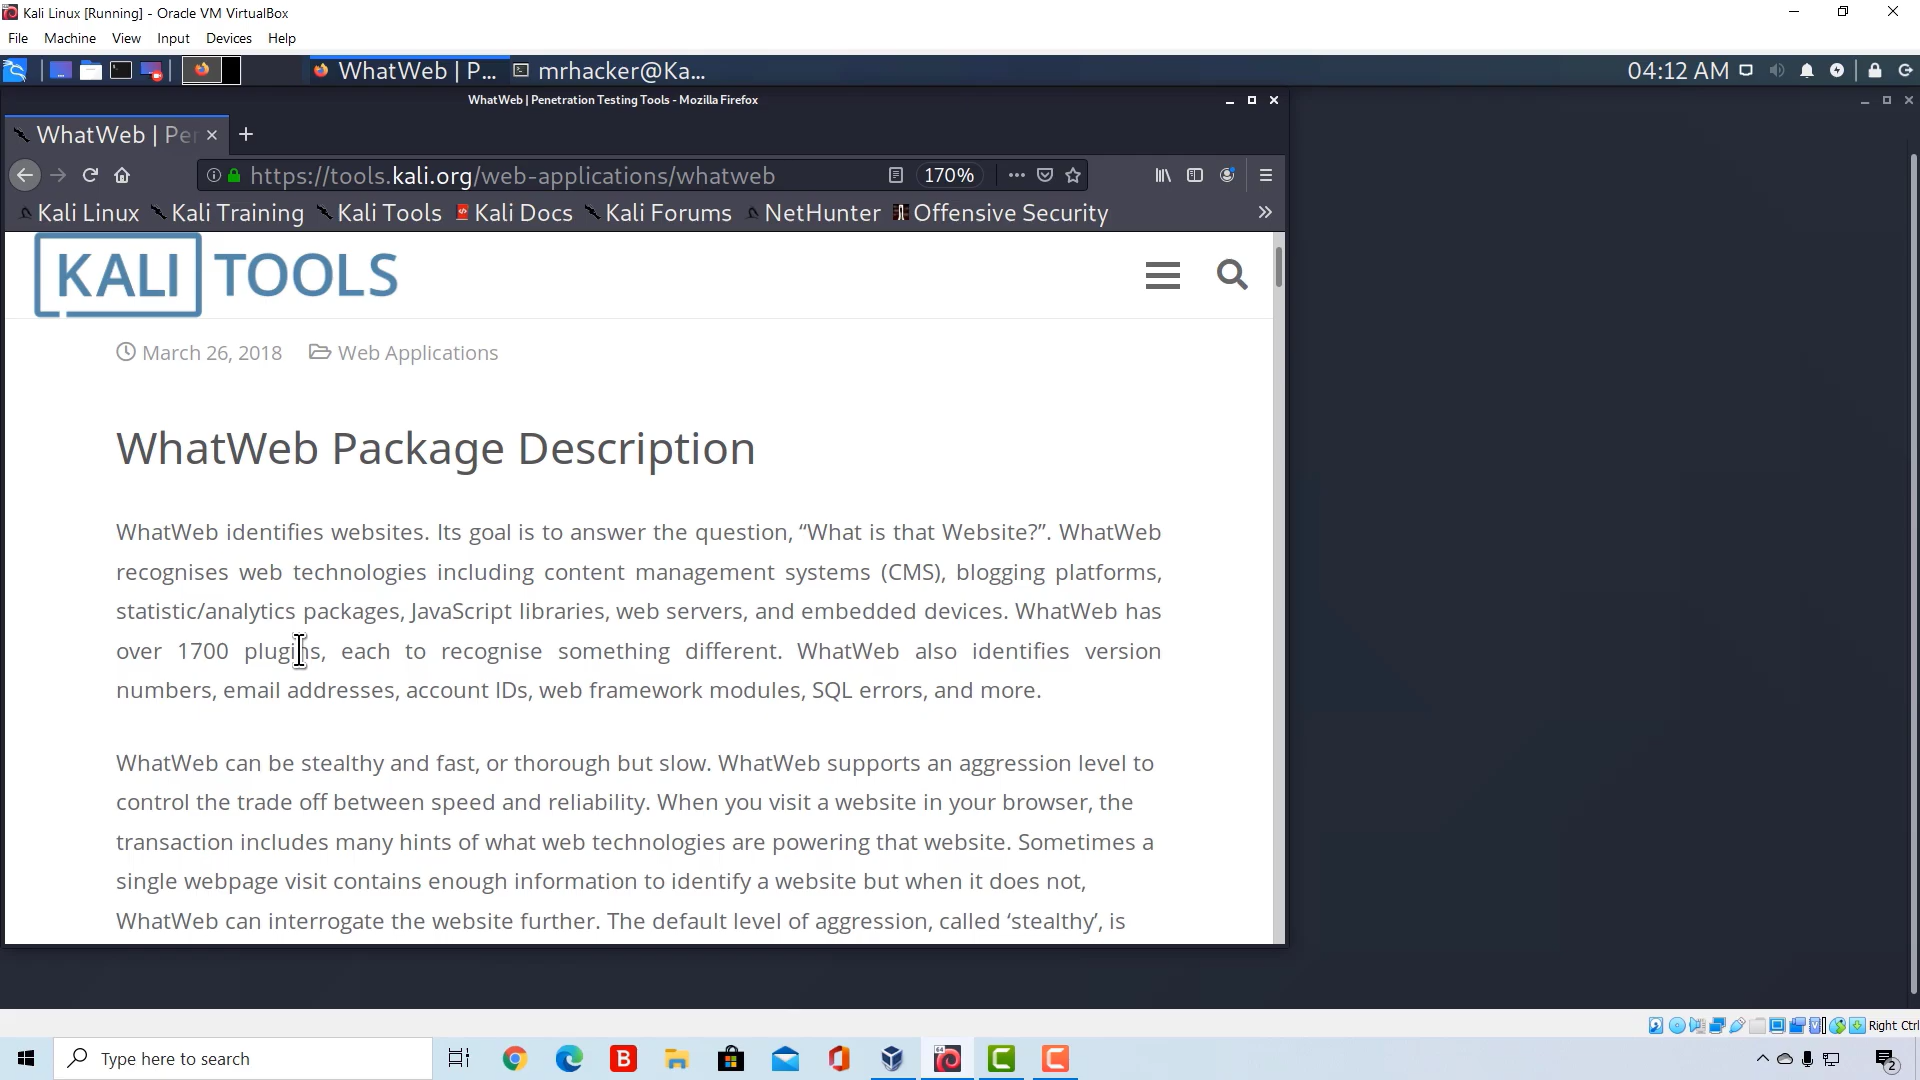 Kali Linux [Running] - Oracle VM VirtualBox
File Machine View Input Devices Help
WhatWeb | P... mrhacker@Ka... 04:12 AM
WhatWeb | Penetration Testing Tools - Mozilla Firefox
WhatWeb | Per
https://tools.kali.org/web-applications/whatweb 170%
Kali Linux Kali Training Kali Tools Kali Docs Kali Forums NetHunter Offensive Security
KALI TOOLS
March 26, 2018 Web Applications
WhatWeb Package Description
WhatWeb identifies websites. Its goal is to answer the question, “What is that Website?”. WhatWeb
recognises web technologies including content management systems (CMS), blogging platforms,
statistic/analytics packages, JavaScript libraries, web servers, and embedded devices. WhatWeb has
over 1700 plugins, each to recognise something different. WhatWeb also identifies version
numbers, email addresses, account IDs, web framework modules, SQL errors, and more.
WhatWeb can be stealthy and fast, or thorough but slow. WhatWeb supports an aggression level to
control the trade off between speed and reliability. When you visit a website in your browser, the
transaction includes many hints of what web technologies are powering that website. Sometimes a
single webpage visit contains enough information to identify a website but when it does not,
WhatWeb can interrogate the website further. The default level of aggression, called ‘stealthy’, is
Right Ctrl
Type here to search
B
C
C
2